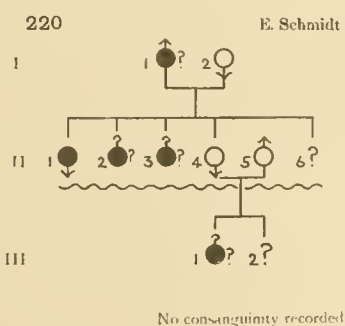 220 E. Schmidt
I 1 ? 2
? ? 
II 1 2 ? 3 ? 4 5 6 ?
?
III 1 ? 2 ?
No consanguinity recorded